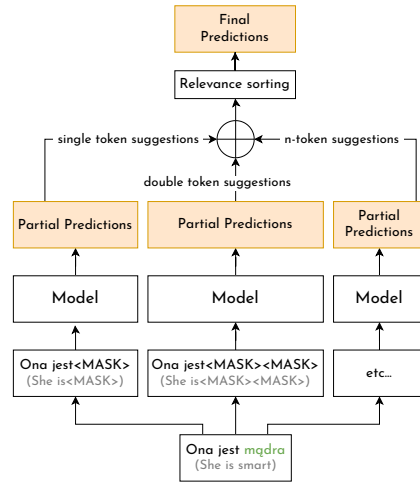 Final
Predictions
Relevance sorting
single token suggestions
n-token suggestions
double token suggestions
Partial Predictions
Partial Predictions
Partial
Predictions
Model
Model
Model
Ona jest<MASK>
(She is<MASK>)
Ona jest<MASK><MASK>
(She is<MASK><MASK>)
etc...
Ona jest mądra
(She is smart)